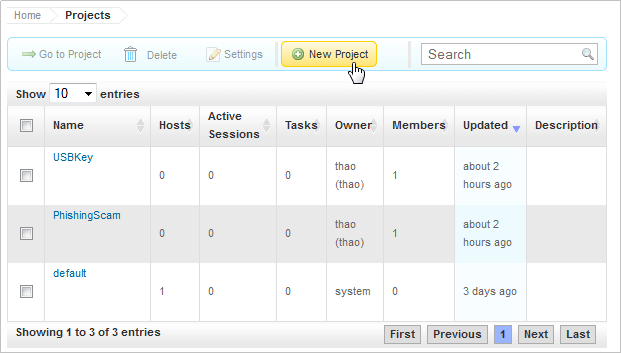 Home Projects
Go to Project Delete Settings New Project Search
Show 10 entries
Name Hosts Active Sessions Tasks Owner Members Updated Description
USBKey 0 0 0 thao (thao) 1 about 2 hours ago
PhishingScam 0 0 0 thao (thao) 1 about 2 hours ago
default 1 0 0 system 0 3 days ago
Showing 1 to 3 of 3 entries First Previous 1 Next Last